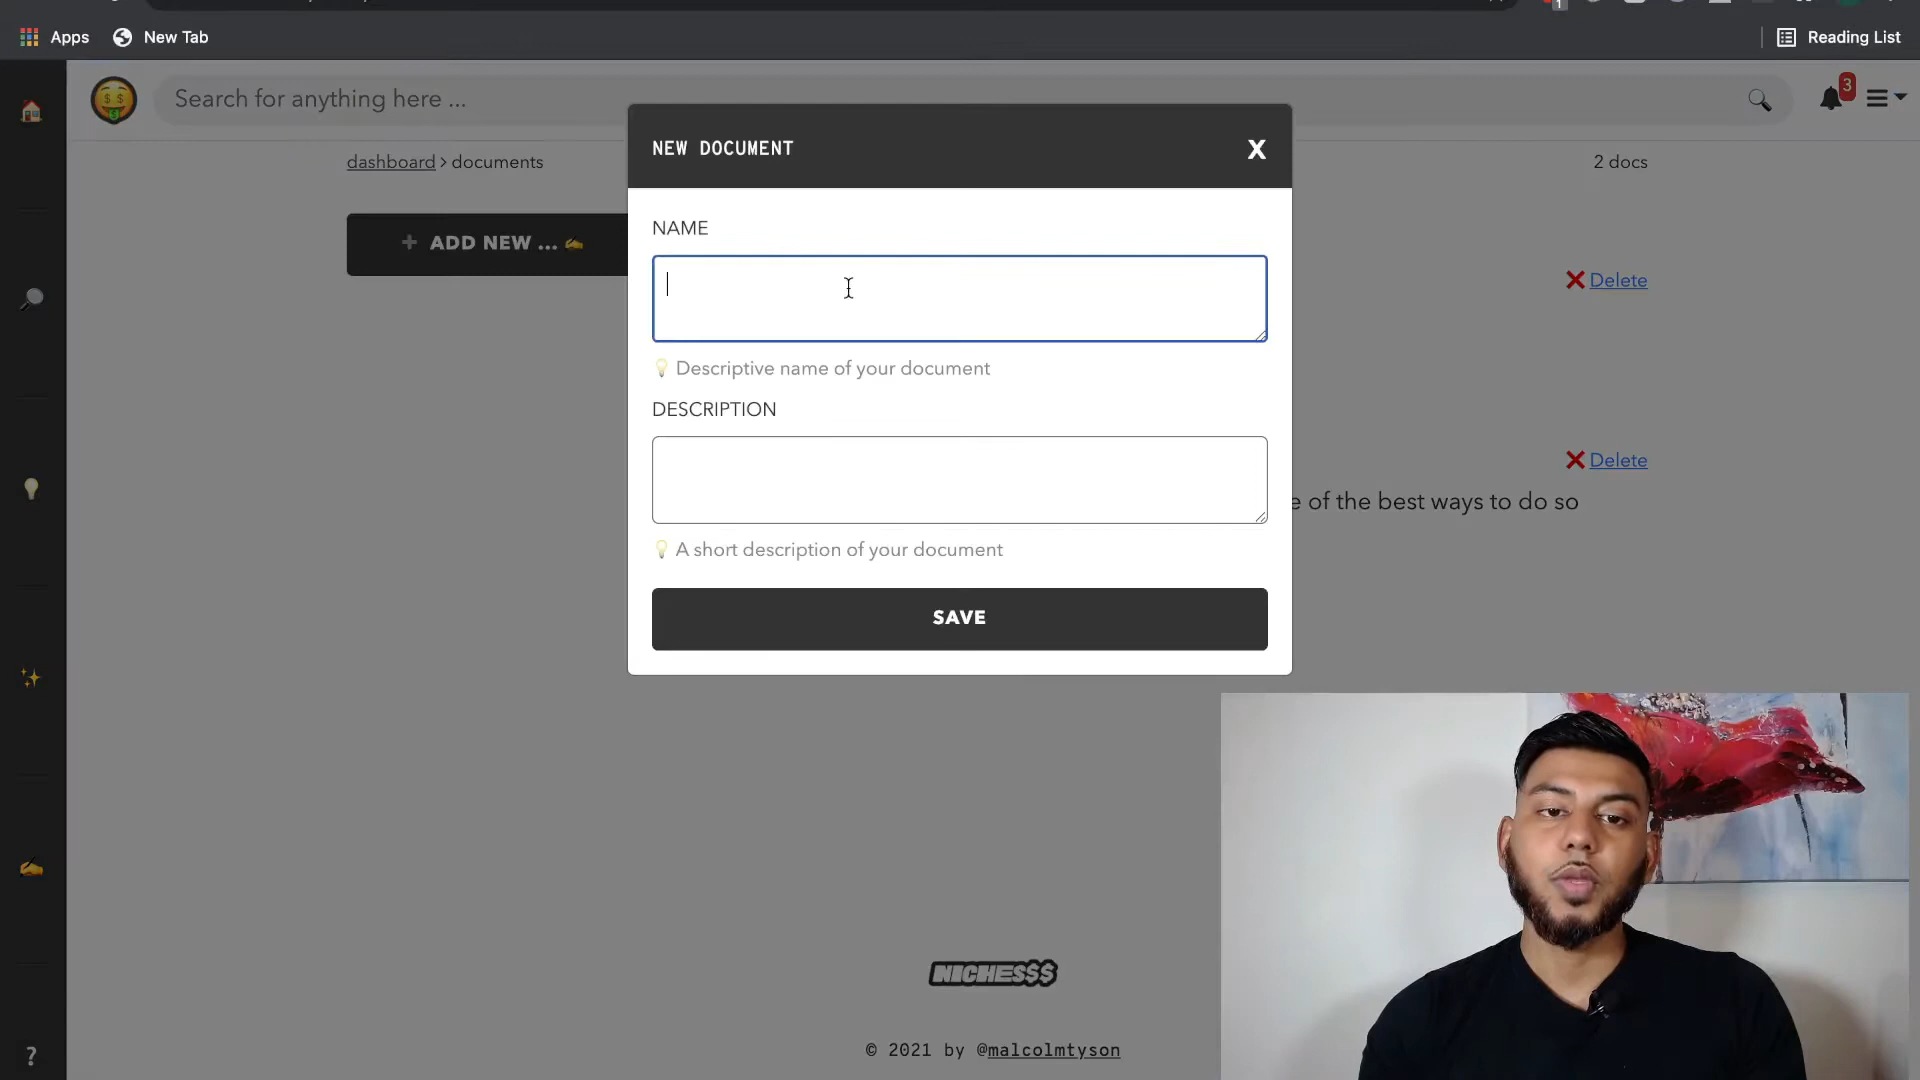 Apps
New Tab
Reading List
1
Search for anything here ...
3
dashboard > documents
2 docs
NEW DOCUMENT
X
+ ADD NEW ...
NAME
Delete
Descriptive name of your document
DESCRIPTION
Delete
e of the best ways to do so
A short description of your document
SAVE
NICHES$$
© 2021 by @malcolmtyson
?